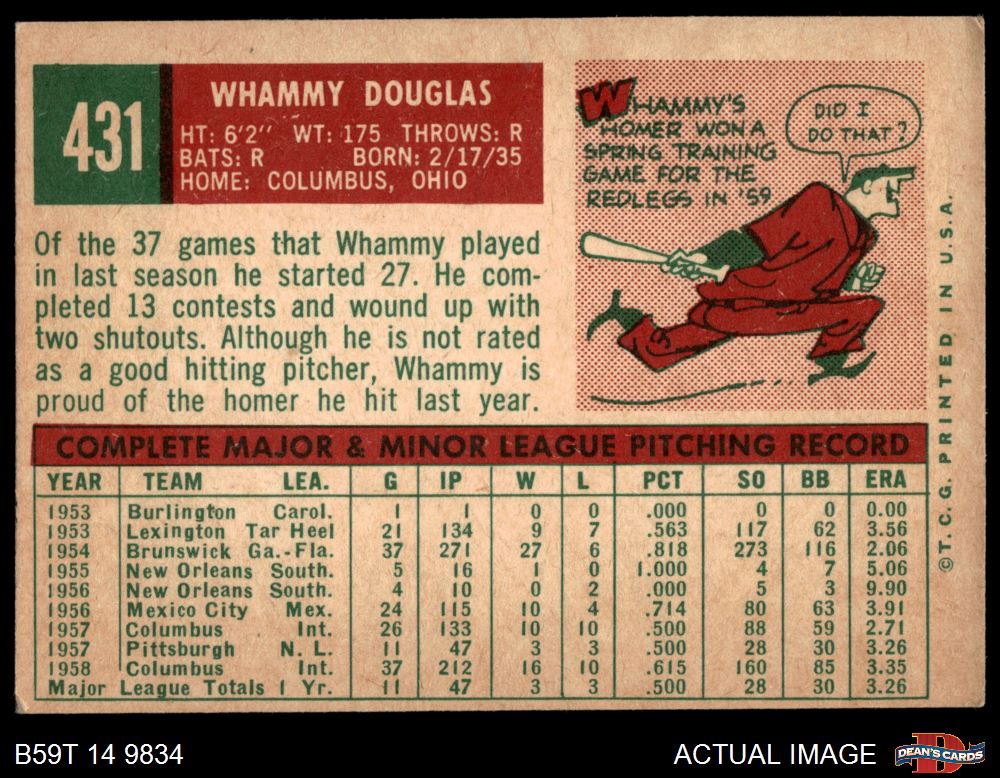 431
WHAMMY DOUGLAS
HT: 6'2" WT: 175 THROWS: R
BATS: R BORN: 2/17/35
HOME: COLUMBUS, OHIO
WHAMMY'S
HOMER WON A
SPRING TRAINING
GAME FOR THE
REDLEGS IN '59
DID I
DO THAT?
Of the 37 games that Whammy played
in last season he started 27. He com-
pleted 13 contests and wound up with
two shutouts. Although he is not rated
as a good hitting pitcher, Whammy is
proud of the homer he hit last year.
COMPLETE MAJOR & MINOR LEAGUE PITCHING RECORD
YEAR TEAM LEA. G IP W L PCT SO BB ERA
1953 Burlington Carol. 1 1 0 0 .000 0 0 0.00
1953 Lexington Tar Heel 21 134 9 7 .563 117 62 3.56
1954 Brunswick Ga.-Fla. 37 271 27 6 .818 273 116 2.06
1955 New Orleans South. 5 16 1 0 1.000 4 7 5.06
1956 New Orleans South. 4 10 0 2 .000 5 3 9.90
1956 Mexico City Mex. 24 115 10 4 .714 80 63 3.91
1957 Columbus Int. 26 133 10 10 .500 88 59 2.71
1957 Pittsburgh N. L. 11 47 3 3 .500 28 30 3.26
1958 Columbus Int. 37 212 16 10 .615 160 85 3.35
Major League Totals 1 Yr. 11 47 3 3 .500 28 30 3.26
© T. C. G. PRINTED IN U.S.A.
B59T 14 9834
ACTUAL IMAGE
D
DEAN'S CARDS